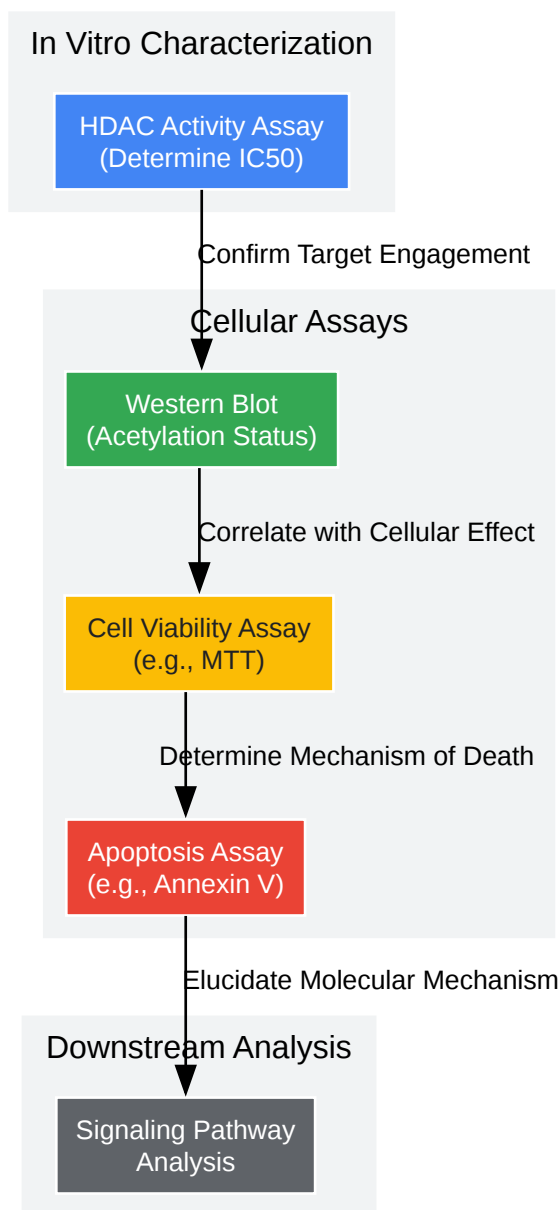 In Vitro Characterization
HDAC Activity Assay
(Determine IC50)
Confirm Target Engagement
Cellular Assays
Western Blot
(Acetylation Status)
Correlate with Cellular Effect
Cell Viability Assay
(e.g., MTT)
Determine Mechanism of Death
Apoptosis Assay
(e.g., Annexin V)
Elucidate Molecular Mechanism
Downstream Analysis
Signaling Pathway
Analysis